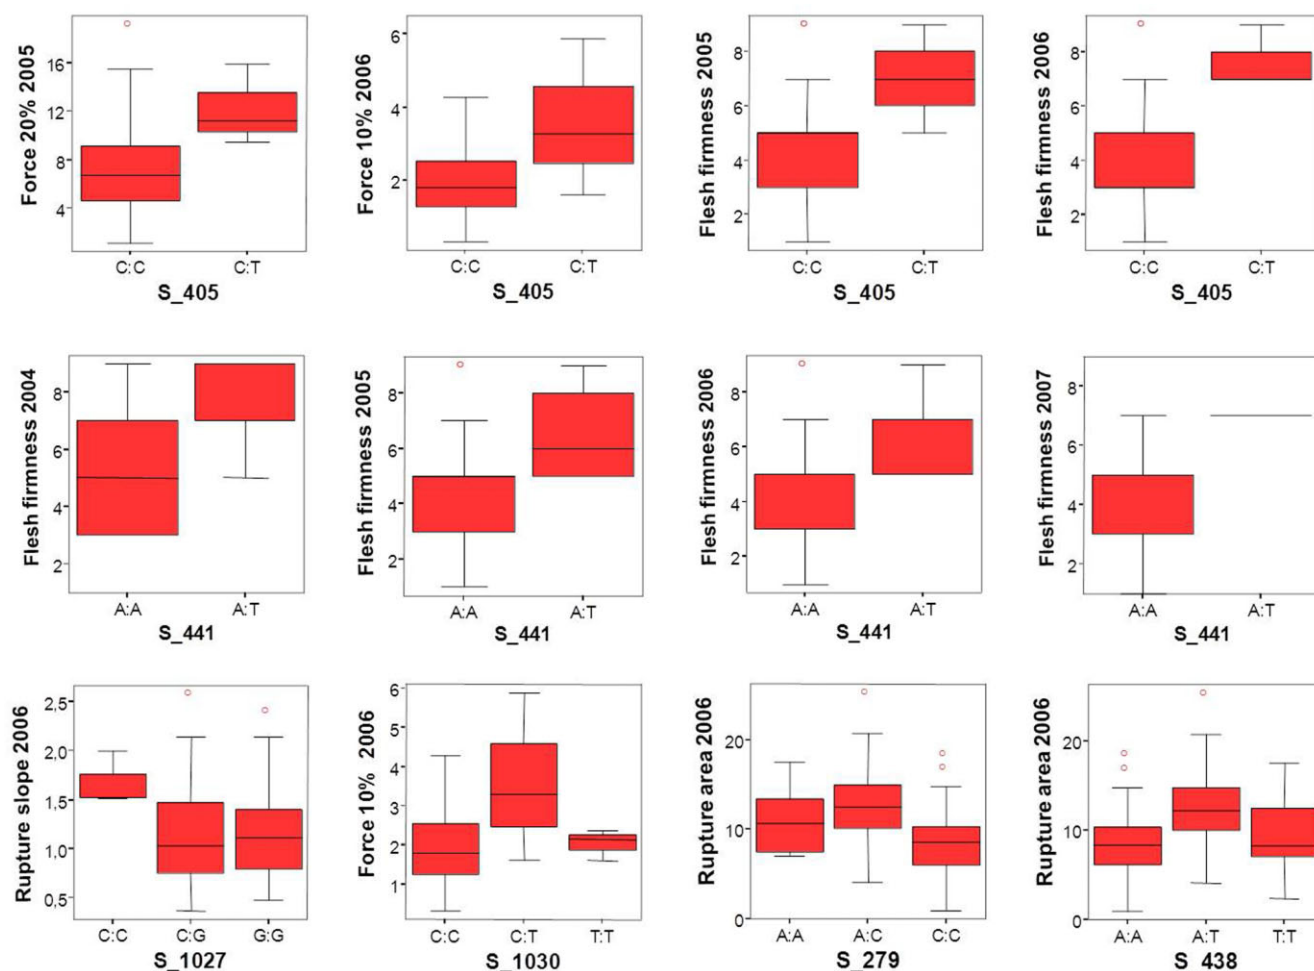 Force 20% 2005
16
12
8
4
C:C C:T
S_405
Force 10% 2006
6
4
2
C:C C:T
S_405
Flesh firmness 2005
8
6
4
2
C:C C:T
S_405
Flesh firmness 2006
8
6
4
2
C:C C:T
S_405
Flesh firmness 2004
8
6
4
2
A:A A:T
S_441
Flesh firmness 2005
8
6
4
2
A:A A:T
S_441
Flesh firmness 2006
8
6
4
2
A:A A:T
S_441
Flesh firmness 2007
8
6
4
2
A:A A:T
S_441
Rupture slope 2006
2,5
2,0
1,5
1,0
0,5
C:C C:G G:G
S_1027
Force 10% 2006
6
5
4
3
2
1
C:C C:T T:T
S_1030
Rupture area 2006
20
10
0
A:A A:C C:C
S_279
Rupture area 2006
20
10
0
A:A A:T T:T
S_438